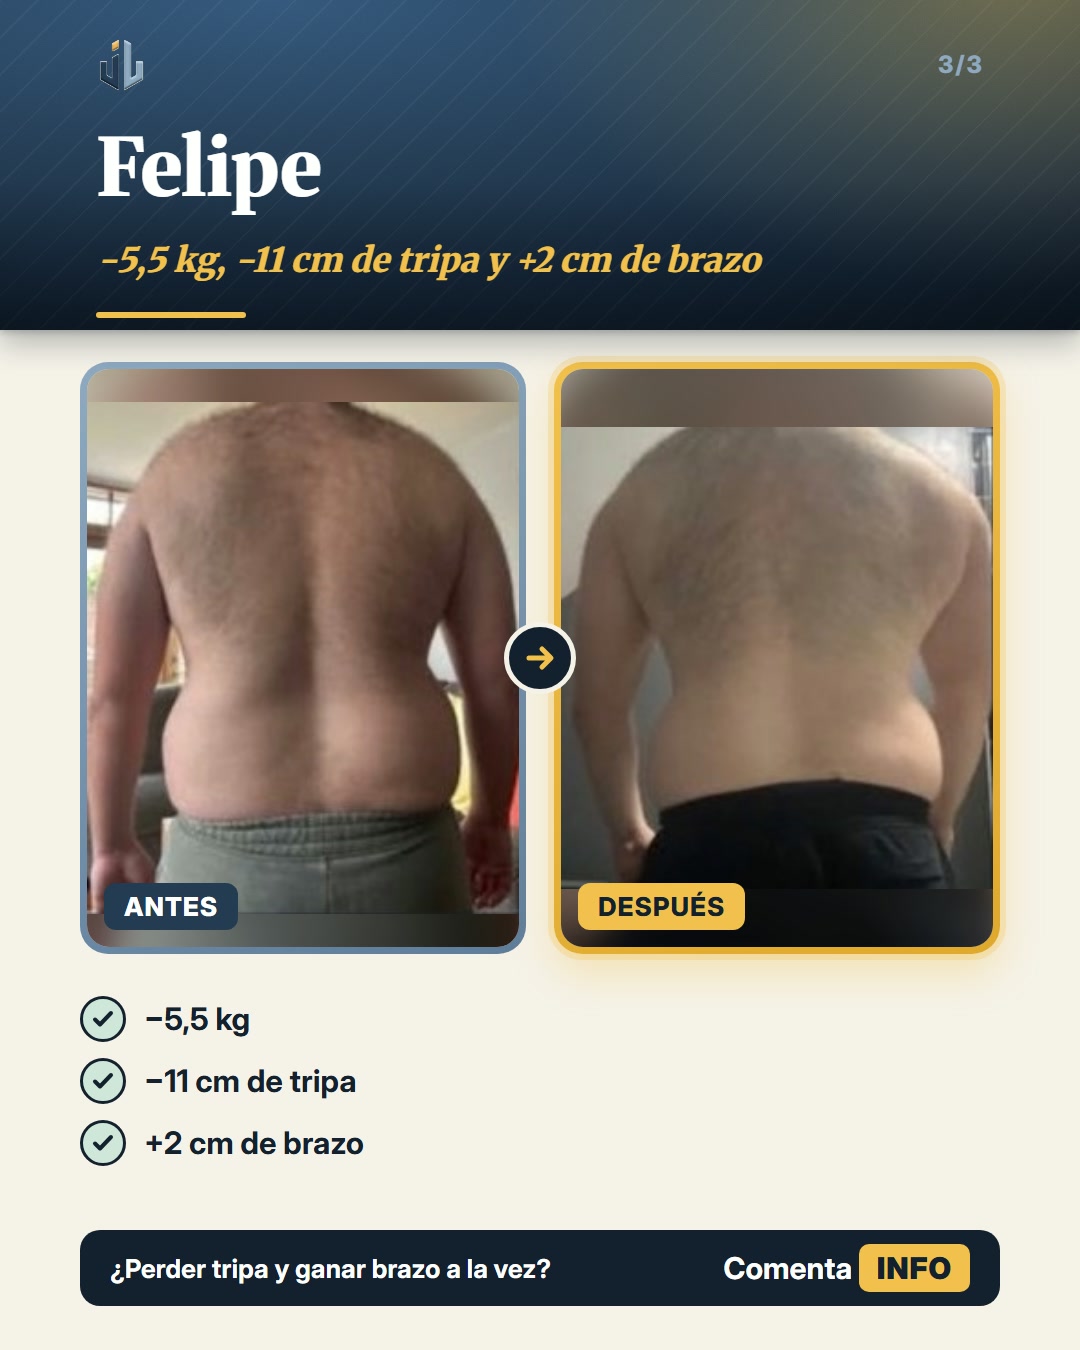 3/3
Felipe
−5,5 kg, −11 cm de tripa y +2 cm de brazo
ANTES
DESPUÉS
−5,5 kg
−11 cm de tripa
+2 cm de brazo
¿Perder tripa y ganar brazo a la vez?
Comenta INFO